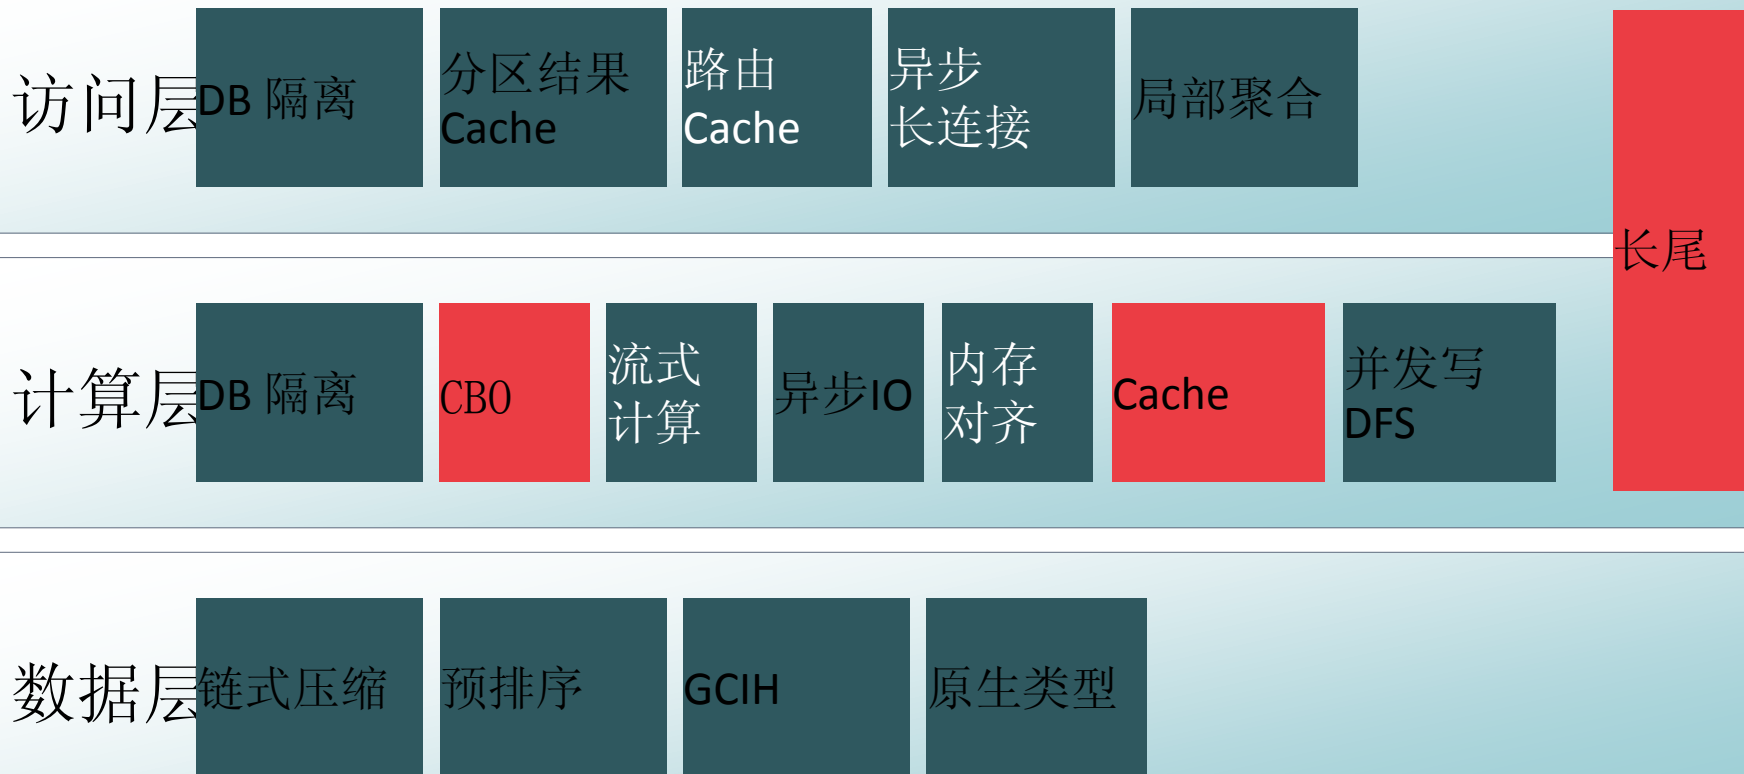 访问层
DB 隔离
分区结果
Cache
路由
Cache
异步
长连接
局部聚合
长尾
计算层
DB 隔离
CBO
流式
计算
异步IO
内存
对齐
Cache
并发写
DFS
数据层
链式压缩
预排序
GCIH
原生类型